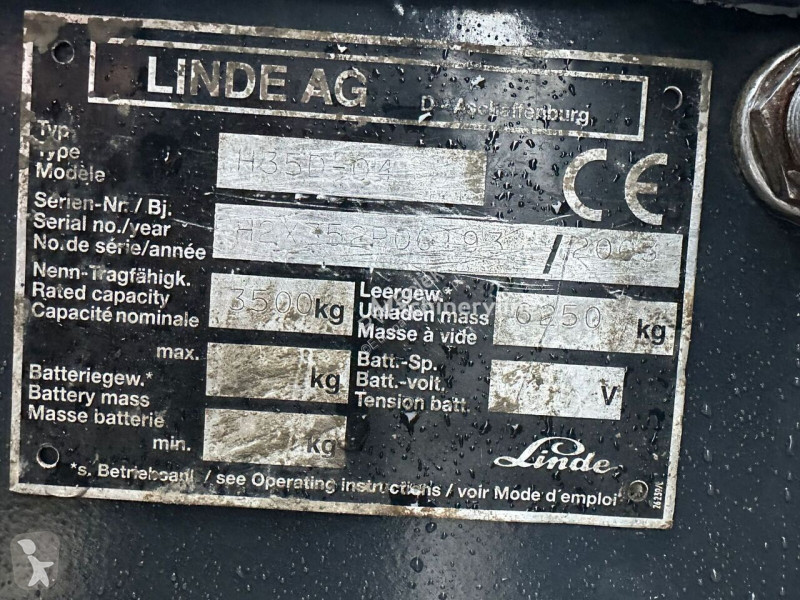 LINDE AG
D - Aschaffenburg
Typ
Type
Modèle
H35D-04
CE
Serien-Nr. / Bj.
Serial no./year
No.de série/année
/ 2003
Nenn-Tragfähigk.
Rated capacity
Capacité nominale
3500 kg
Leergew.*
Unladen mass
Masse à vide
6250 kg
max.
kg
Batteriegew.*
Battery mass
Masse batterie
min.
kg
Batt.-Sp.
Batt.-volt.
Tension batt.
V
Linde
*s. Betriebsanl / see Operating instructions / voir Mode d'emploi